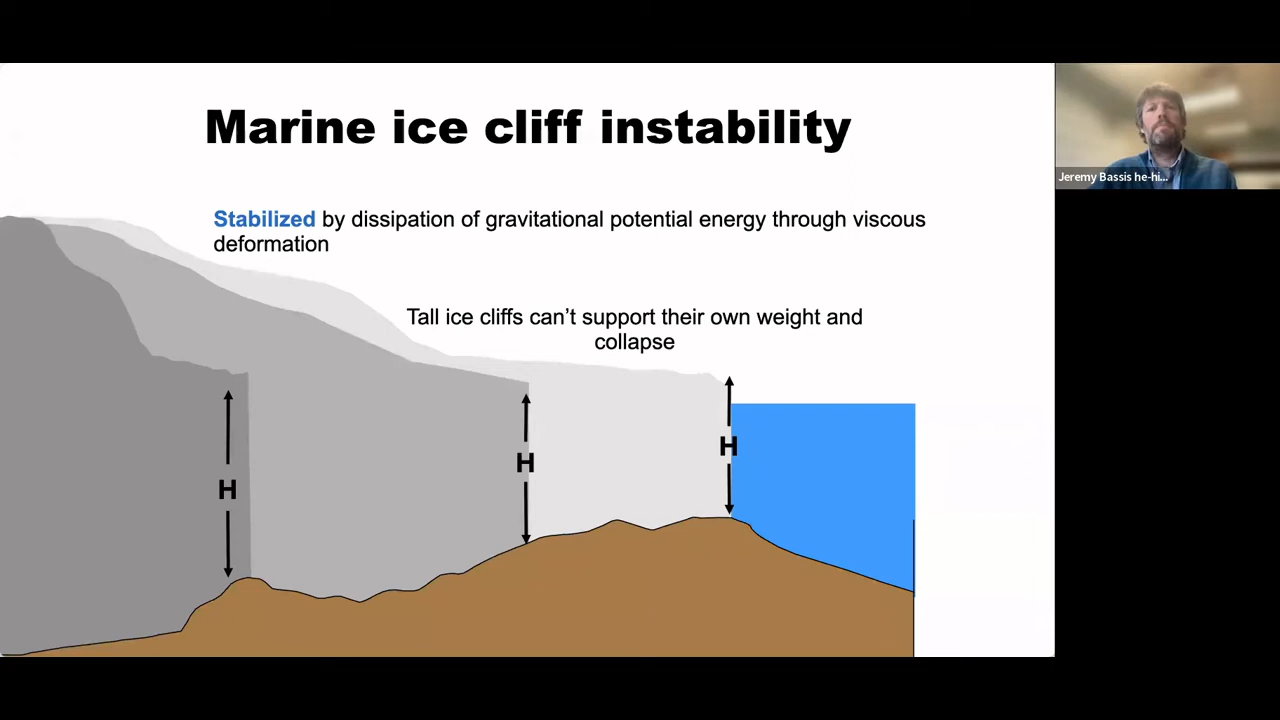 Marine ice cliff instability
Stabilized by dissipation of gravitational potential energy through viscous
deformation
Tall ice cliffs can’t support their own weight and
collapse
H
H
H
Jeremy Bassis he-hi...